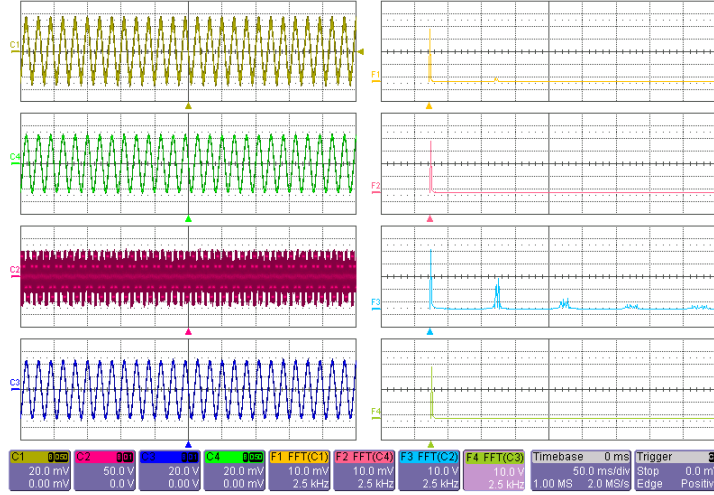 C1
F1
C4
F2
C2
F3
C3
F4
C1
C2
C3
C4
F1 FFT(C1)
F2 FFT(C4)
F3 FFT(C2)
F4 FFT(C3)
Timebase 0 ms
Trigger
20.0 mV
50.0 V
20.0 V
20.0 mV
10.0 mV
10.0 mV
10.0 V
10.0 V
50.0 ms/div
Stop 0.0 m
0.00 mV
0.0 V
0.00 mV
0.00 mV
2.5 kHz
2.5 kHz
2.5 kHz
2.5 kHz
1.00 MS 2.0 MS/s
Edge Positiv